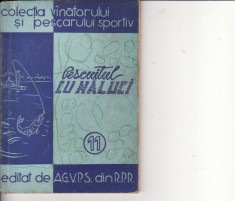 colecția vînătorului
și pescarului sportiv
Pescuitul
CU NĂLUCI
11
editat de A.G.V.P.S. din R.P.R.